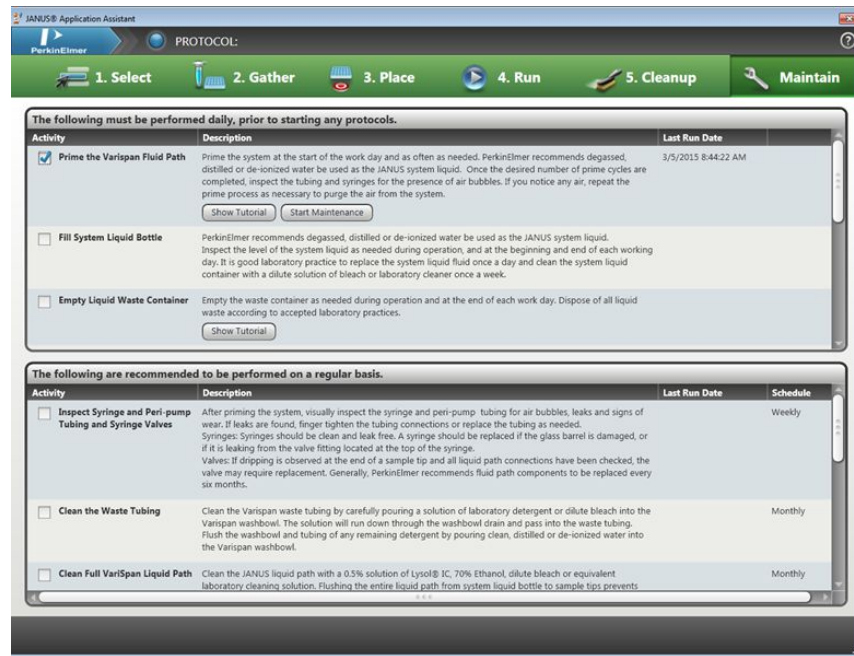 JANUS® Application Assistant
PerkinElmer
PROTOCOL:
?
1. Select
2. Gather
3. Place
4. Run
5. Cleanup
Maintain
The following must be performed daily, prior to starting any protocols.
Activity Description Last Run Date
Prime the Varispan Fluid Path
Prime the system at the start of the work day and as often as needed. PerkinElmer recommends degassed,
distilled or de-ionized water be used as the JANUS system liquid. Once the desired number of prime cycles are
completed, inspect the tubing and syringes for the presence of air bubbles. If you notice any air, repeat the
prime process as necessary to purge the air from the system.
3/5/2015 8:44:22 AM
Show Tutorial Start Maintenance
Fill System Liquid Bottle
PerkinElmer recommends degassed, distilled or de-ionized water be used as the JANUS system liquid.
Inspect the level of the system liquid as needed during operation, and at the beginning and end of each working
day. It is good laboratory practice to replace the system liquid fluid once a day and clean the system liquid
container with a dilute solution of bleach or laboratory cleaner once a week.
Empty Liquid Waste Container
Empty the waste container as needed during operation and at the end of each work day. Dispose of all liquid
waste according to accepted laboratory practices.
Show Tutorial
The following are recommended to be performed on a regular basis.
Activity Description Last Run Date Schedule
Inspect Syringe and Peri-pump
Tubing and Syringe Valves
After priming the system, visually inspect the syringe and peri-pump tubing for air bubbles, leaks and signs of
wear. If leaks are found, finger tighten the tubing connections or replace the tubing as needed.
Syringes: Syringes should be clean and leak free. A syringe should be replaced if the glass barrel is damaged, or
if it is leaking from the valve fitting located at the top of the syringe.
Valves: If dripping is observed at the end of a sample tip and all liquid path connections have been checked, the
valve may require replacement. Generally, PerkinElmer recommends fluid path components to be replaced every
six months.
Weekly
Clean the Waste Tubing
Clean the Varispan waste tubing by carefully pouring a solution of laboratory detergent or dilute bleach into the
Varispan washbowl. The solution will run down through the washbowl drain and pass into the waste tubing.
Flush the washbowl and tubing of any remaining detergent by pouring clean, distilled or de-ionized water into
the Varispan washbowl.
Monthly
Clean Full VariSpan Liquid Path
Clean the JANUS liquid path with a 0.5% solution of Lysol® IC, 70% Ethanol, dilute bleach or equivalent
laboratory cleaning solution. Flushing the entire liquid path from system liquid bottle to sample tips prevents
Monthly